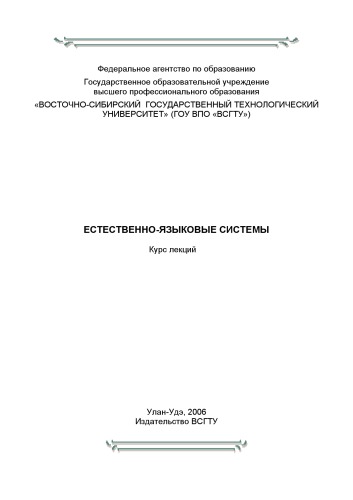 Федеральное агентство по образованию
Государственное образовательной учреждение
высшего профессионального образования
«ВОСТОЧНО-СИБИРСКИЙ ГОСУДАРСТВЕННЫЙ ТЕХНОЛОГИЧЕСКИЙ
УНИВЕРСИТЕТ» (ГОУ ВПО «ВСГТУ»)
ЕСТЕСТВЕННО-ЯЗЫКОВЫЕ СИСТЕМЫ
Курс лекций
Улан-Удэ, 2006
Издательство ВСГТУ